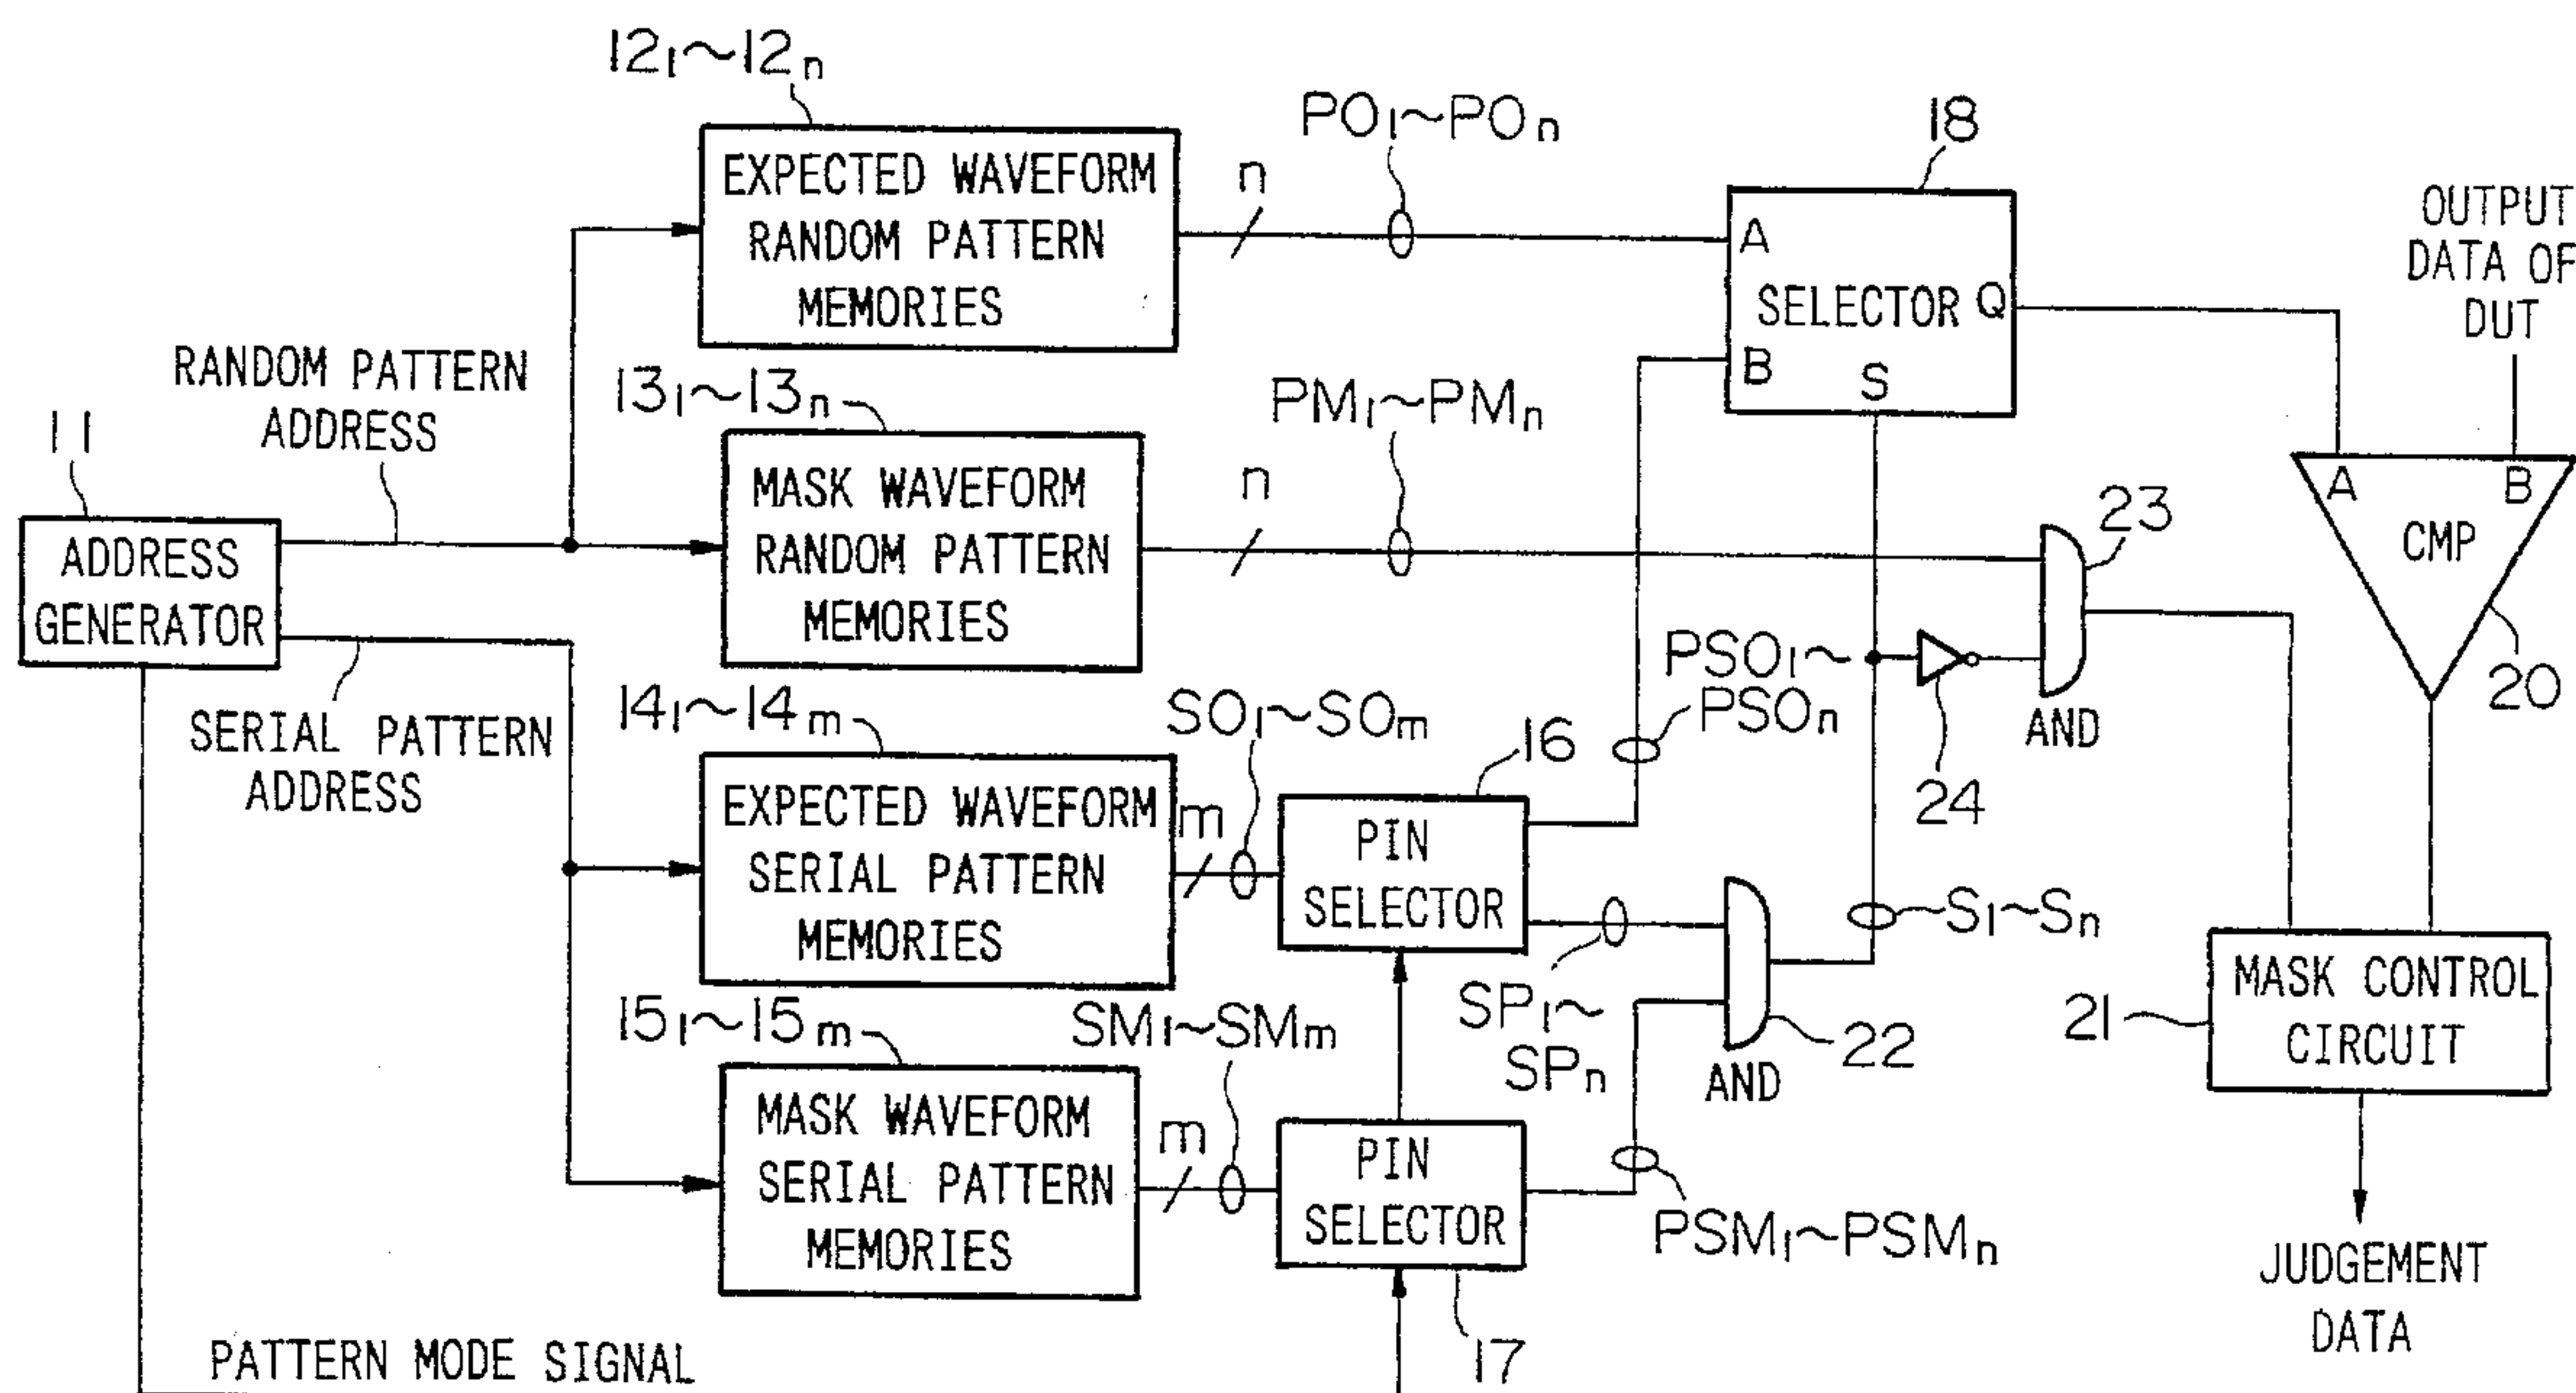 12₁~12ₙ
EXPECTED WAVEFORM
RANDOM PATTERN
MEMORIES
n
PO₁~POₙ
18
A
SELECTOR
Q
B
S
OUTPUT
DATA OF
DUT
RANDOM PATTERN
ADDRESS
11
ADDRESS
GENERATOR
SERIAL PATTERN
ADDRESS
13₁~13ₙ
MASK WAVEFORM
RANDOM PATTERN
MEMORIES
n
PM₁~PMₙ
23
AND
24
PSO₁~
PSOₙ
A
B
CMP
20
14₁~14ₘ
EXPECTED WAVEFORM
SERIAL PATTERN
MEMORIES
m
SO₁~SOₘ
16
PIN
SELECTOR
SP₁~
SPₙ
AND
22
S₁~Sₙ
21
MASK CONTROL
CIRCUIT
15₁~15ₘ
MASK WAVEFORM
SERIAL PATTERN
MEMORIES
m
SM₁~SMₘ
PIN
SELECTOR
17
PSM₁~PSMₙ
JUDGEMENT
DATA
PATTERN MODE SIGNAL